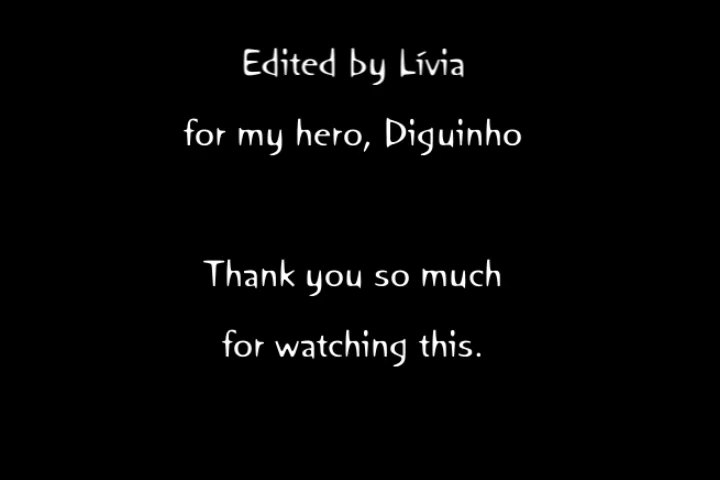 Edited by Lívia
for my hero, Diguinho
Thank you so much
for watching this.